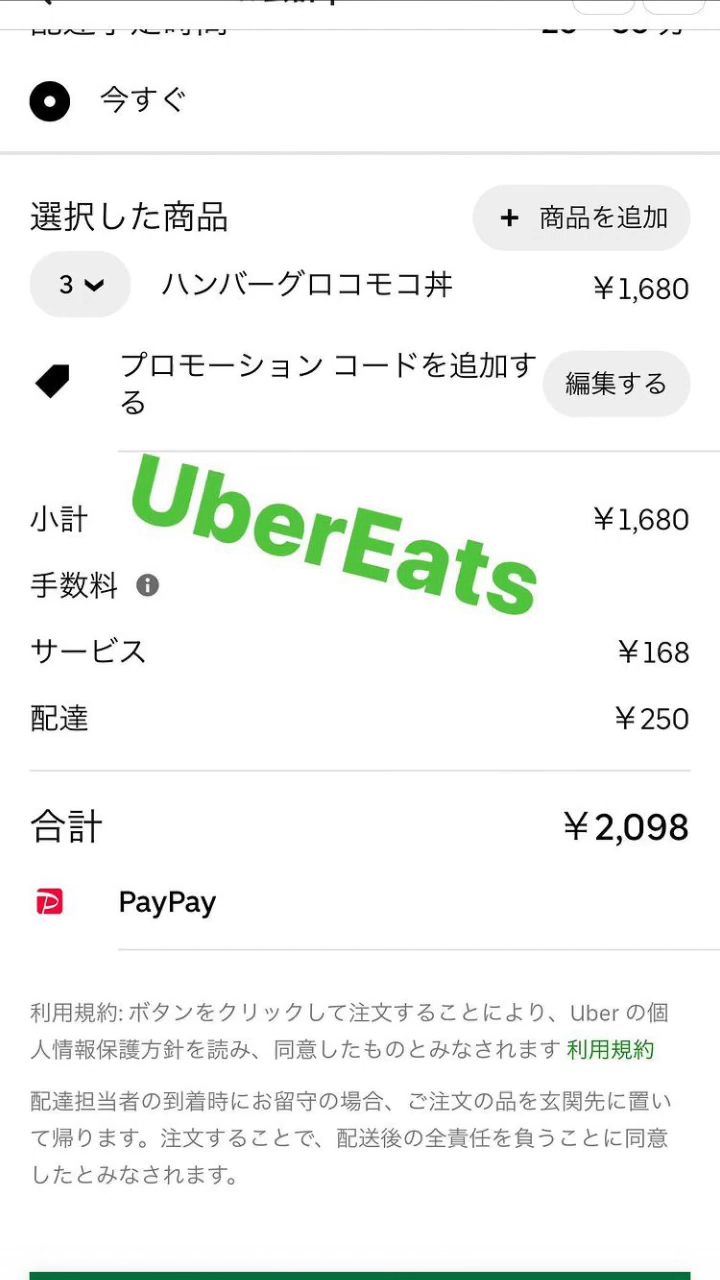 今すぐ
選択した商品
+ 商品を追加
3 ハンバーグロコモコ丼 ¥1,680
プロモーション コードを追加す
る
編集する
UberEats
小計 ¥1,680
手数料
サービス ¥168
配達 ¥250
合計 ¥2,098
PayPay
利用規約: ボタンをクリックして注文することにより、Uber の個
人情報保護方針を読み、同意したものとみなされます 利用規約
配達担当者の到着時にお留守の場合、ご注文の品を玄関先に置い
て帰ります。注文することで、配送後の全責任を負うことに同意
したとみなされます。